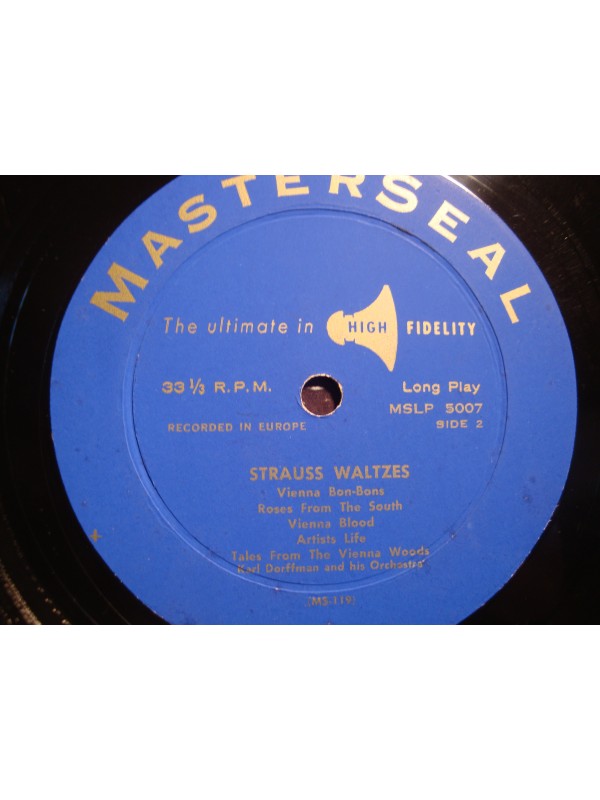 MASTERSEAL
The ultimate in HIGH FIDELITY
33 1/3 R.P.M. Long Play
MSLP 5007
RECORDED IN EUROPE SIDE 2
STRAUSS WALTZES
Vienna Bon-Bons
Roses From The South
Vienna Blood
Artists Life
Tales From The Vienna Woods
Karl Dorffman and his Orchestra
(MS-119)